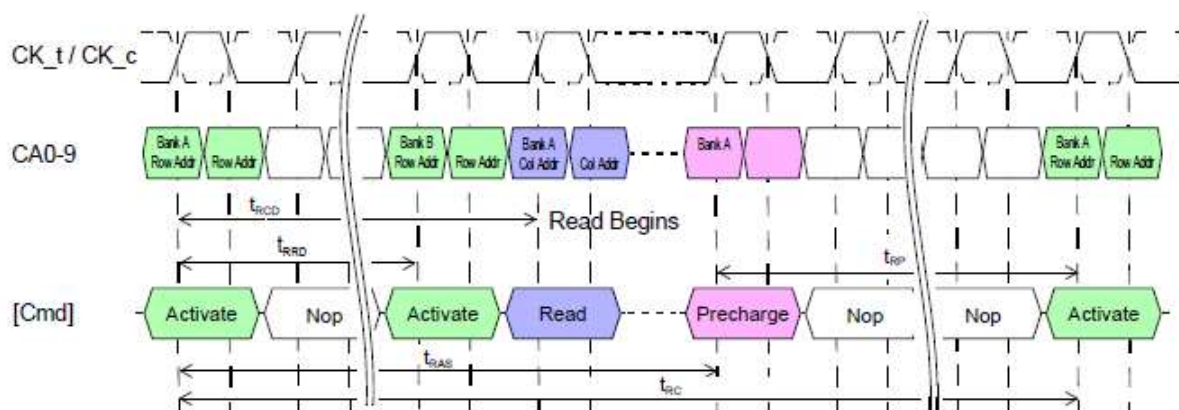 CK_t / CK_c
CA0-9
Bank A
Row Addr
Row Addr
Bank B
Row Addr
Row Addr
Bank A
Col Addr
Col Addr
Bank A
Bank A
Row Addr
Row Addr
tRCD
Read Begins
tRRD
tRP
[Cmd]
Activate
Nop
Activate
Read
Precharge
Nop
Nop
Activate
tRAS
tRC